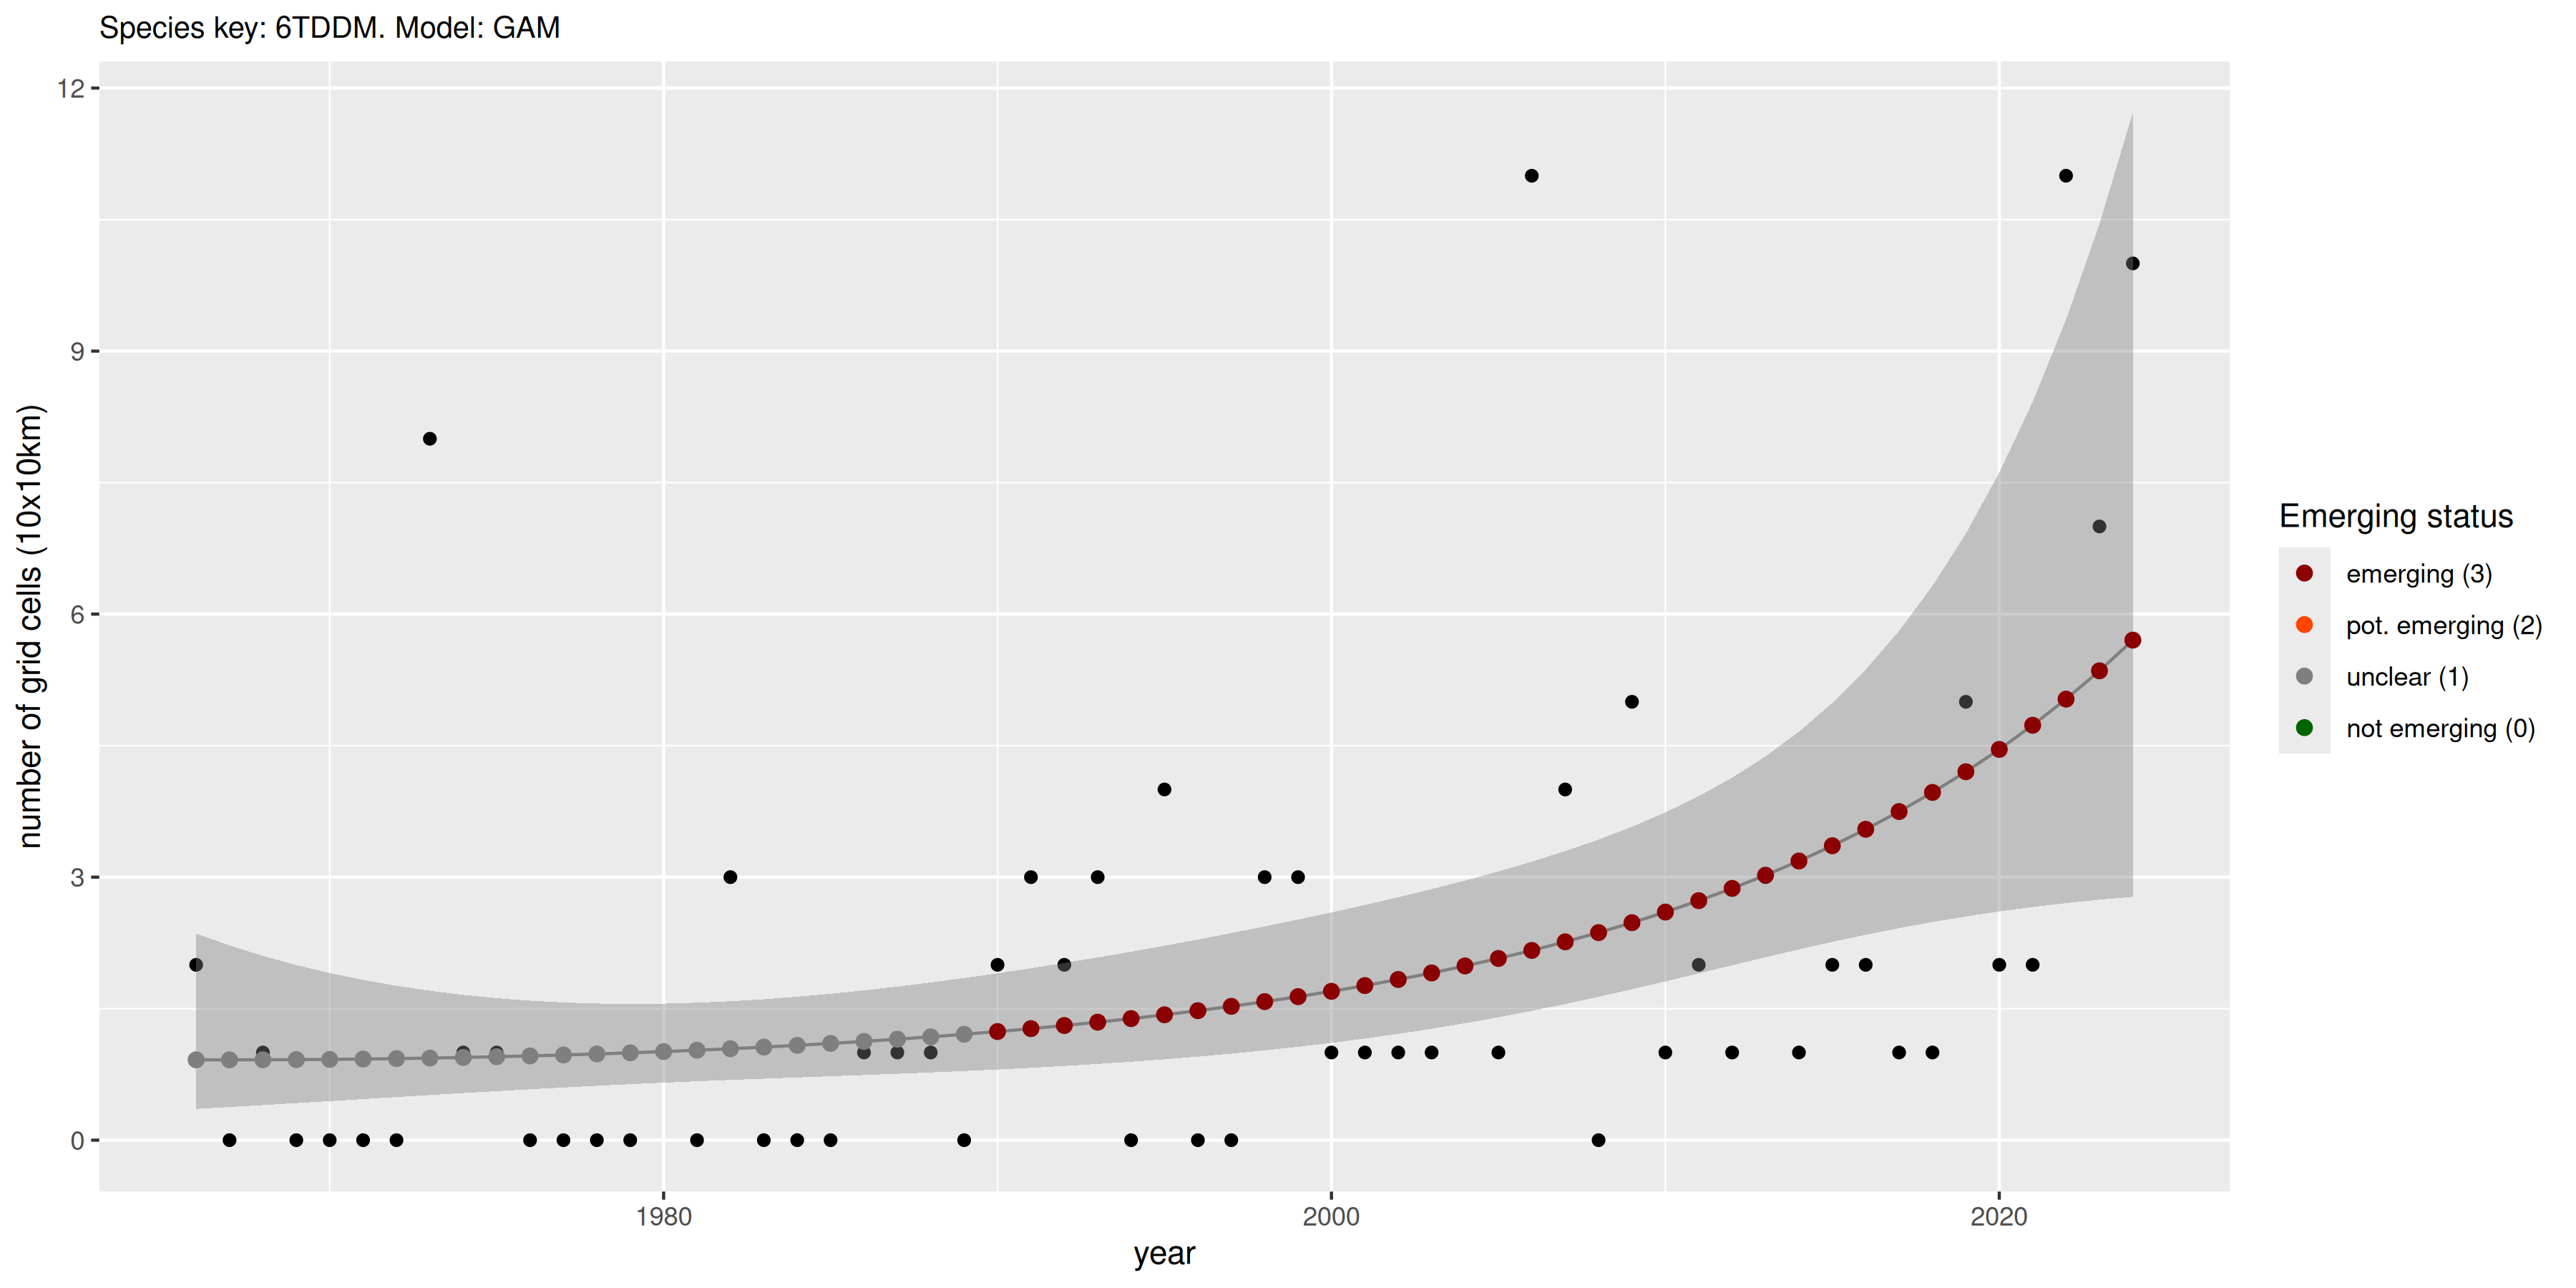 Species key: 6TDDM. Model: GAM
12
9
6
3
0
number of grid cells (10x10km)
1980
2000
2020
year
Emerging status
emerging (3)
pot. emerging (2)
unclear (1)
not emerging (0)